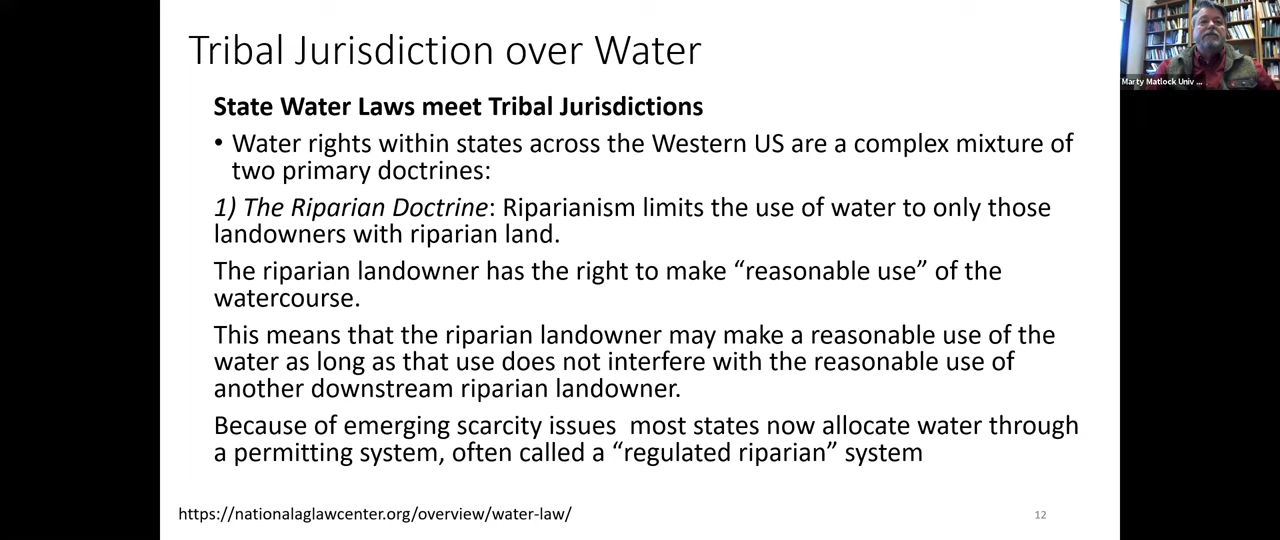 Tribal Jurisdiction over Water
State Water Laws meet Tribal Jurisdictions
• Water rights within states across the Western US are a complex mixture of
two primary doctrines:
1) The Riparian Doctrine: Riparianism limits the use of water to only those
landowners with riparian land.
The riparian landowner has the right to make “reasonable use” of the
watercourse.
This means that the riparian landowner may make a reasonable use of the
water as long as that use does not interfere with the reasonable use of
another downstream riparian landowner.
Because of emerging scarcity issues  most states now allocate water through
a permitting system, often called a “regulated riparian” system
https://nationalaglawcenter.org/overview/water-law/
12
Marty Matlock Univ ...